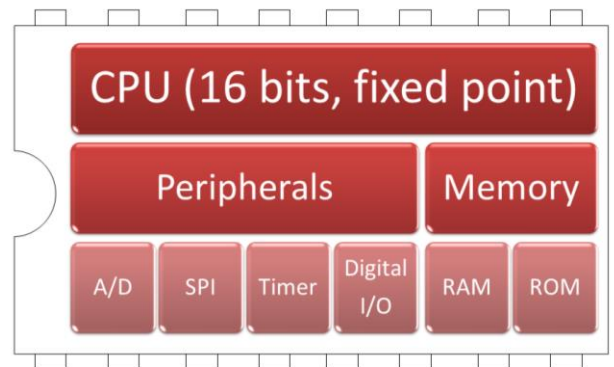 CPU (16 bits, fixed point)
Peripherals
Memory
A/D
SPI
Timer
Digital
I/O
RAM
ROM